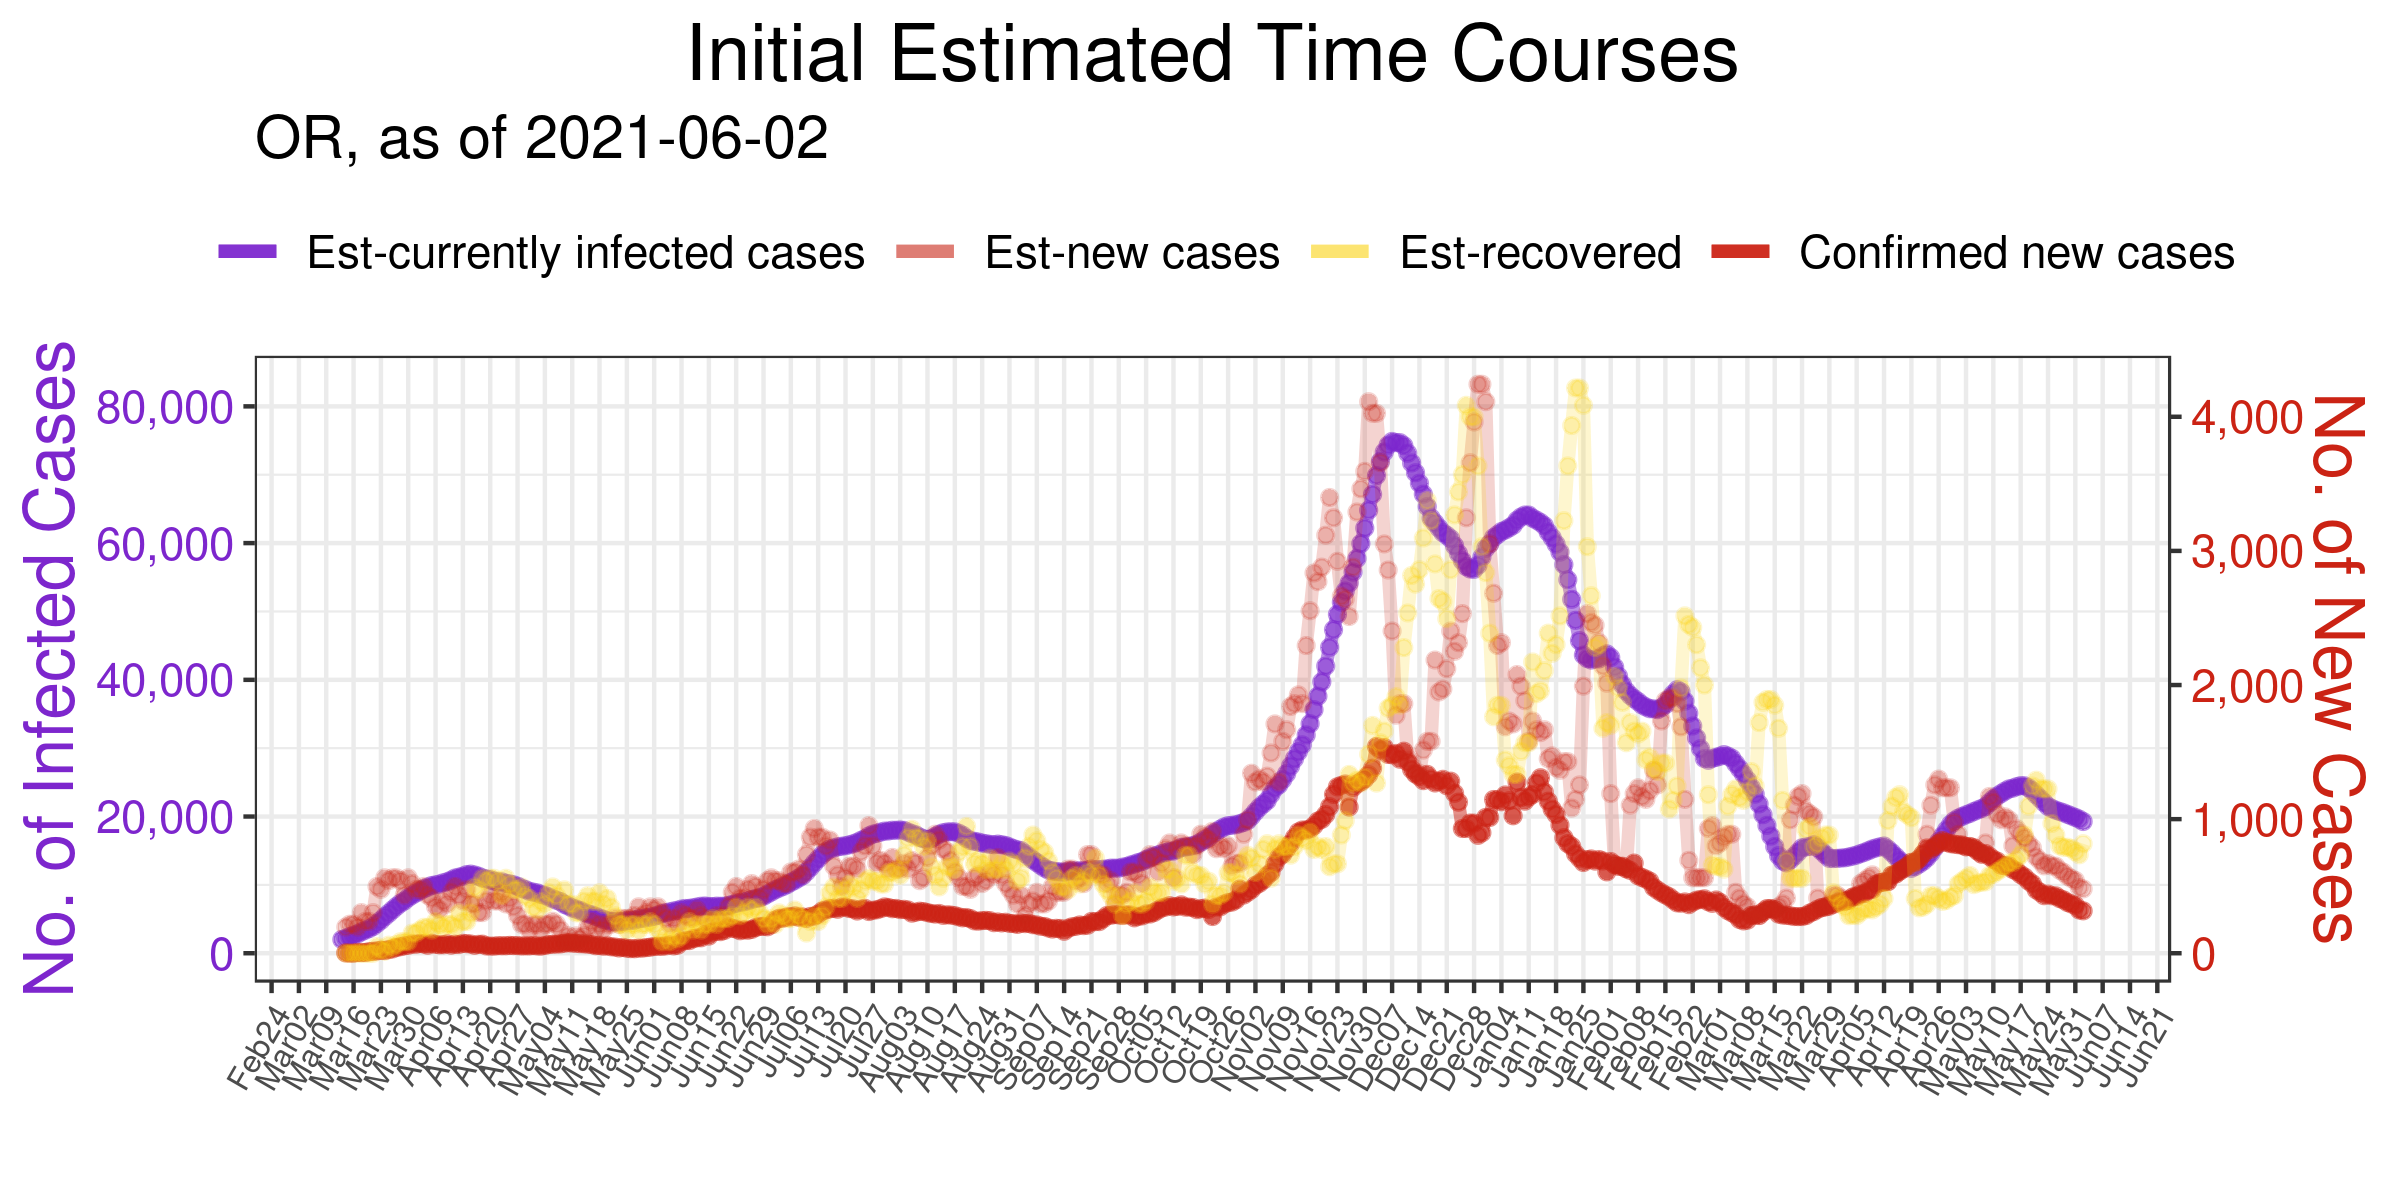 Initial Estimated Time Courses
OR, as of 2021-06-02
Est-currently infected cases Est-new cases Est-recovered Confirmed new cases
No. of Infected Cases
80,000
60,000
40,000
20,000
0
4,000
3,000
2,000
1,000
0
No. of New Cases
Feb24 Mar02 Mar09 Mar16 Mar23 Mar30 Apr06 Apr13 Apr20 Apr27 May04 May11 May18 May25 Jun01 Jun08 Jun15 Jun22 Jun29 Jul06 Jul13 Jul20 Jul27 Aug03 Aug10 Aug17 Aug24 Aug31 Sep07 Sep14 Sep21 Sep28 Oct05 Oct12 Oct19 Oct26 Nov02 Nov09 Nov16 Nov23 Nov30 Dec07 Dec14 Dec21 Dec28 Jan04 Jan11 Jan18 Jan25 Feb01 Feb08 Feb15 Feb22 Mar01 Mar08 Mar15 Mar22 Mar29 Apr05 Apr12 Apr19 Apr26 May03 May10 May17 May24 May31 Jun07 Jun14 Jun21